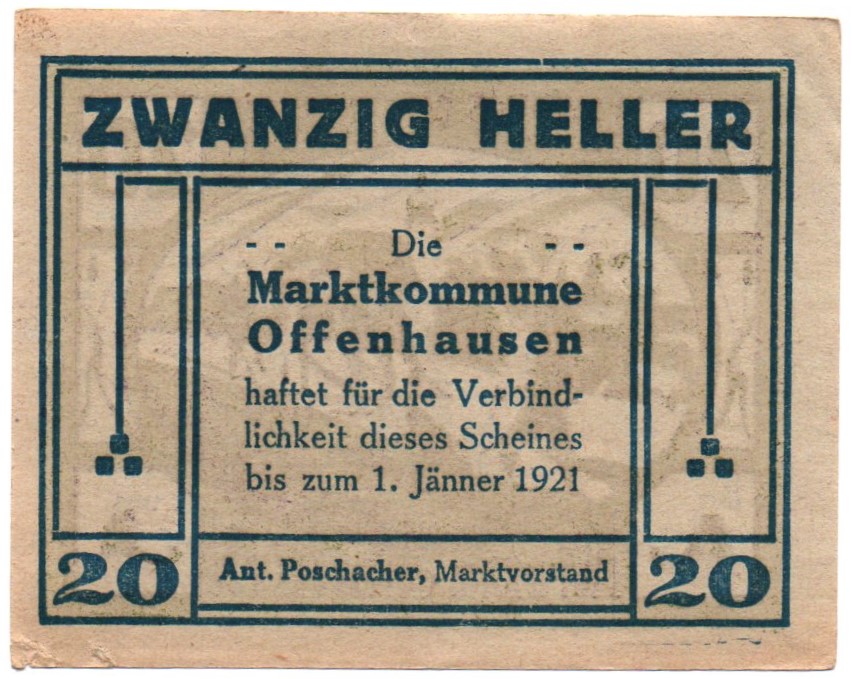 ZWANZIG HELLER
- - Die - -
Marktkommune
Offenhausen
haftet für die Verbind-
lichkeit dieses Scheines
bis zum 1. Jänner 1921
20 Ant. Poschacher, Marktvorstand 20